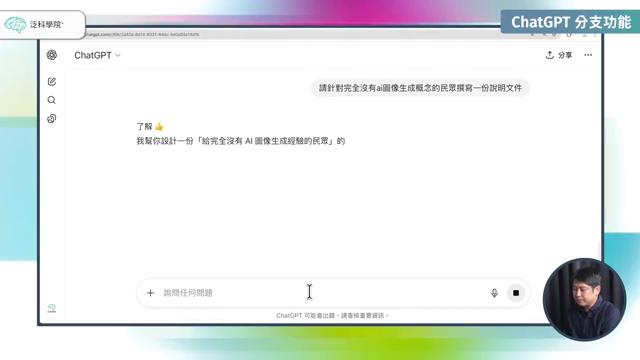 泛科學院
ChatGPT 分支功能
ChatGPT
分享
請針對完全沒有ai圖像生成概念的民眾撰寫一份說明文件
了解 👍
我幫你設計一份「給完全沒有 AI 圖像生成經驗的民眾」的
詢問任何問題
ChatGPT 可能會出錯。請查核重要資訊。